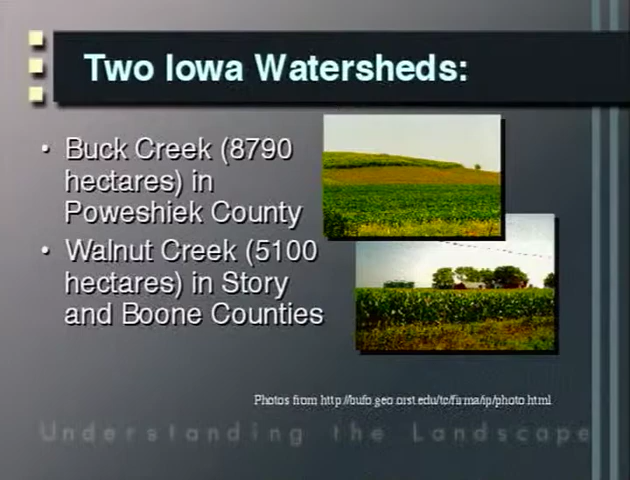 Two Iowa Watersheds:
• Buck Creek (8790
hectares) in
Poweshiek County
• Walnut Creek (5100
hectares) in Story
and Boone Counties
Photos from http://bufo.geo.orst.edu/tc/firma/ip/photo.html
Understanding the Landscape